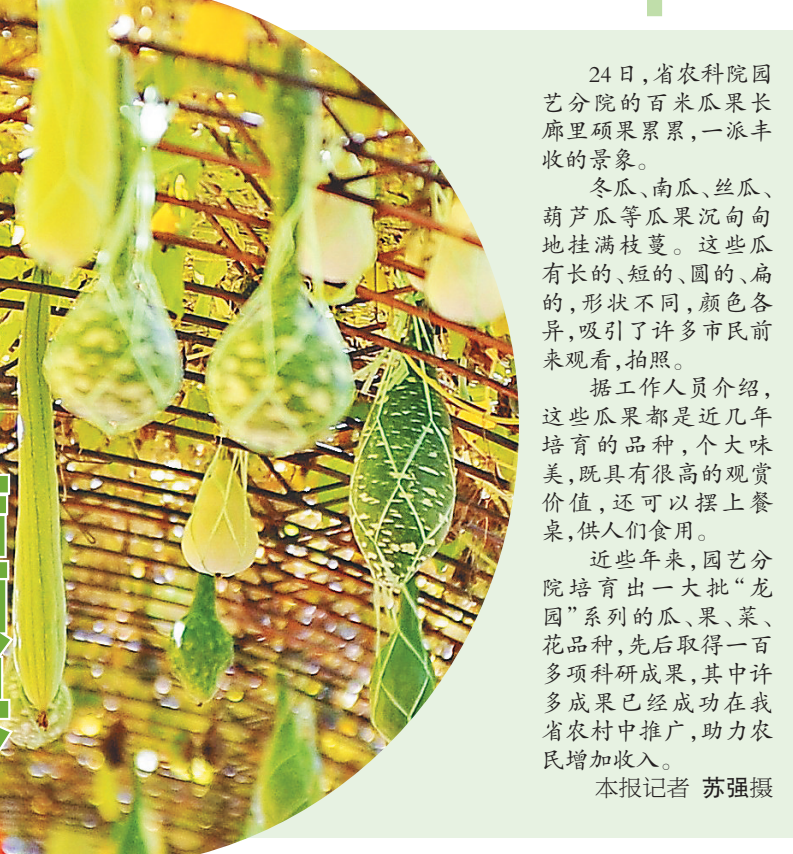 24日,省农科院园
艺分院的百米瓜果长
廊里硕果累累,一派丰
收的景象。
冬瓜、南瓜、丝瓜、
葫芦瓜等瓜果沉甸甸
地挂满枝蔓。这些瓜
有长的、短的、圆的、扁
的,形状不同,颜色各
异,吸引了许多市民前
来观看,拍照。
据工作人员介绍,
这些瓜果都是近几年
培育的品种,个大味
美,既具有很高的观赏
价值,还可以摆上餐
桌,供人们食用。
近些年来,园艺分
院培育出一大批“龙
园”系列的瓜、果、菜、
花品种,先后取得一百
多项科研成果,其中许
多成果已经成功在我
省农村中推广,助力农
民增加收入。
本报记者 苏强摄